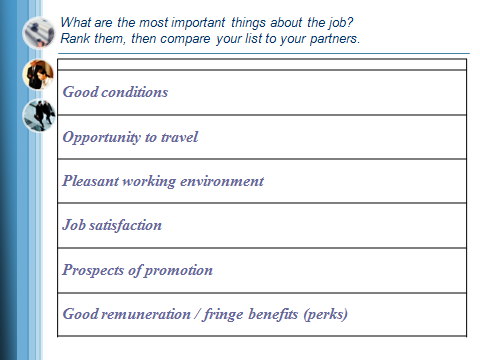 What are the most important things about the job?
Rank them, then compare your list to your partners.
Good conditions
Opportunity to travel
Pleasant working environment
Job satisfaction
Prospects of promotion
Good remuneration / fringe benefits (perks)